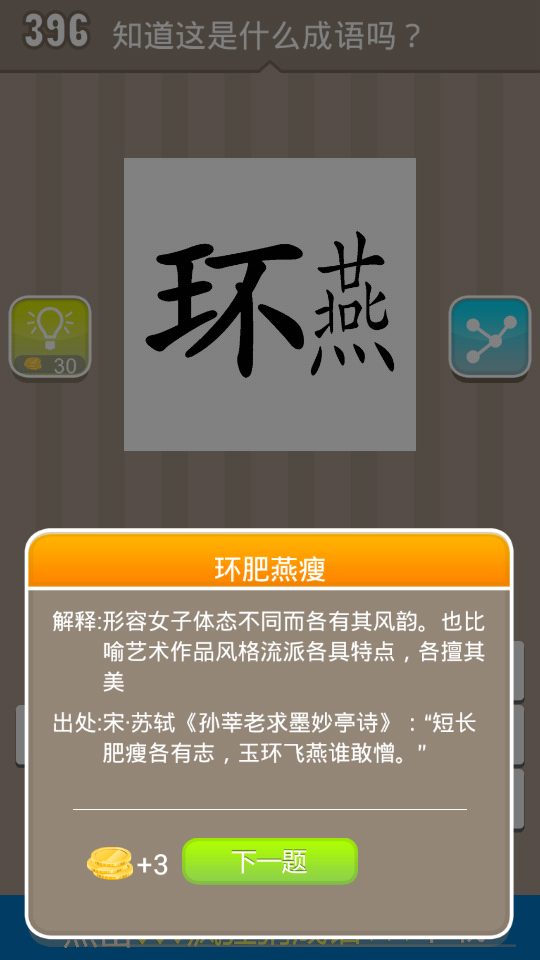 396 知道这是什么成语吗？
环燕
30
环肥燕瘦
解释:形容女子体态不同而各有其风韵。也比
喻艺术作品风格流派各具特点，各擅其
美
出处:宋·苏轼《孙莘老求墨妙亭诗》：“短长
肥瘦各有志，玉环飞燕谁敢憎。”
+3 下一题